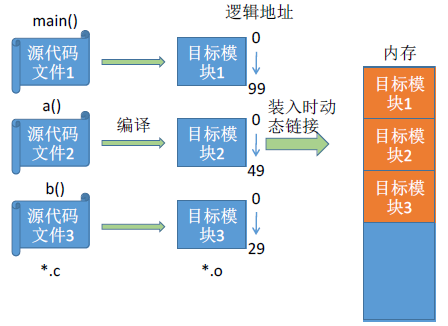 逻辑地址
main()
源代码
文件1
目标模
块1
0
99
内存
a()
源代码
文件2
编译
目标模
块2
0
49
装入时动
态链接
b()
源代码
文件3
目标模
块3
0
29
目标模
块1
目标模
块2
目标模
块3
*.c
*.o